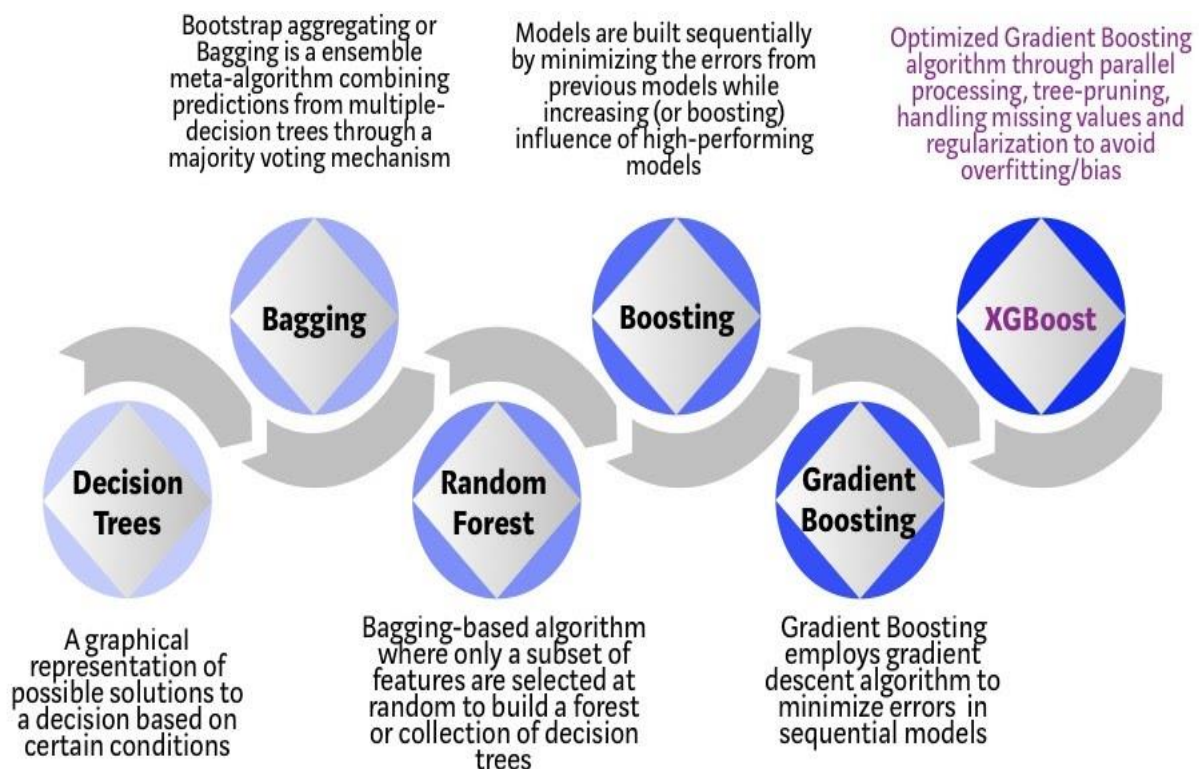 Bootstrap aggregating or
Bagging is a ensemble
meta-algorithm combining
predictions from multiple-
decision trees through a
majority voting mechanism
Models are built sequentially
by minimizing the errors from
previous models while
increasing (or boosting)
influence of high-performing
models
Optimized Gradient Boosting
algorithm through parallel
processing, tree-pruning,
handling missing values and
regularization to avoid
overfitting/bias
Bagging
Boosting
XGBoost
Decision
Trees
Random
Forest
Gradient
Boosting
A graphical
representation of
possible solutions to
a decision based on
certain conditions
Bagging-based algorithm
where only a subset of
features are selected at
random to build a forest
or collection of decision
trees
Gradient Boosting
employs gradient
descent algorithm to
minimize errors in
sequential models